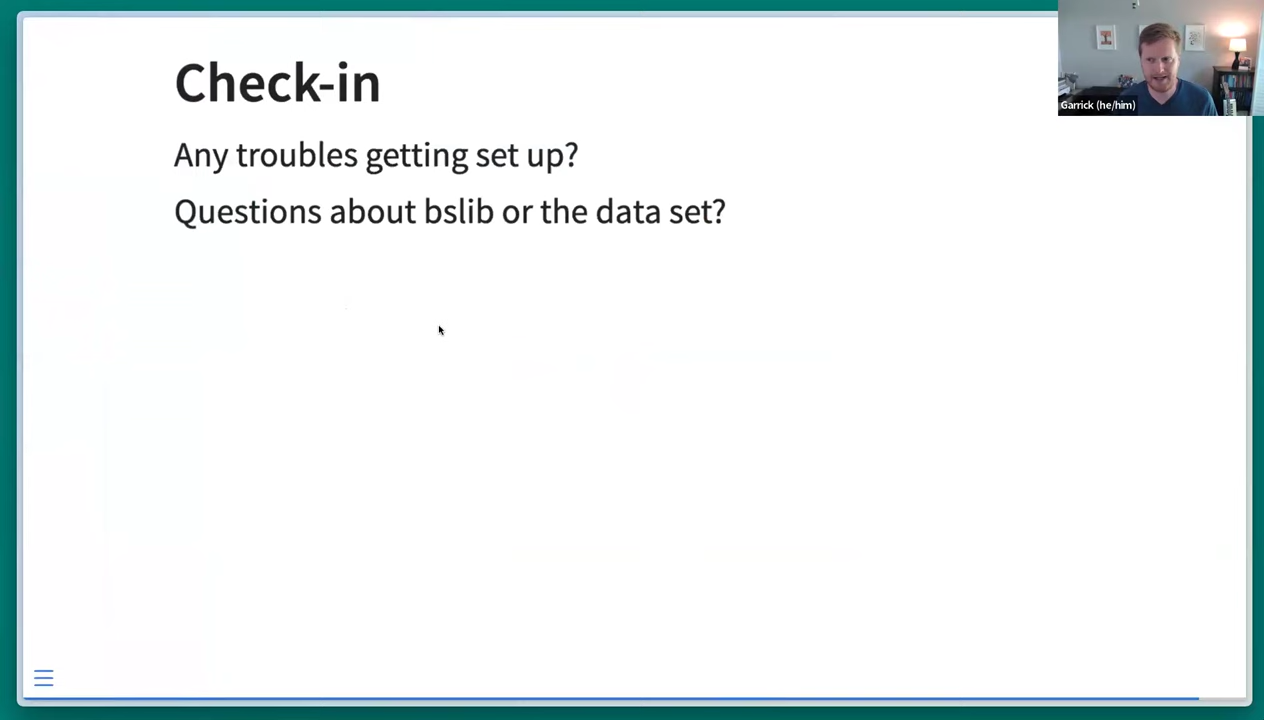 Check-in
Any troubles getting set up?
Questions about bslib or the data set?
Garrick (he/him)